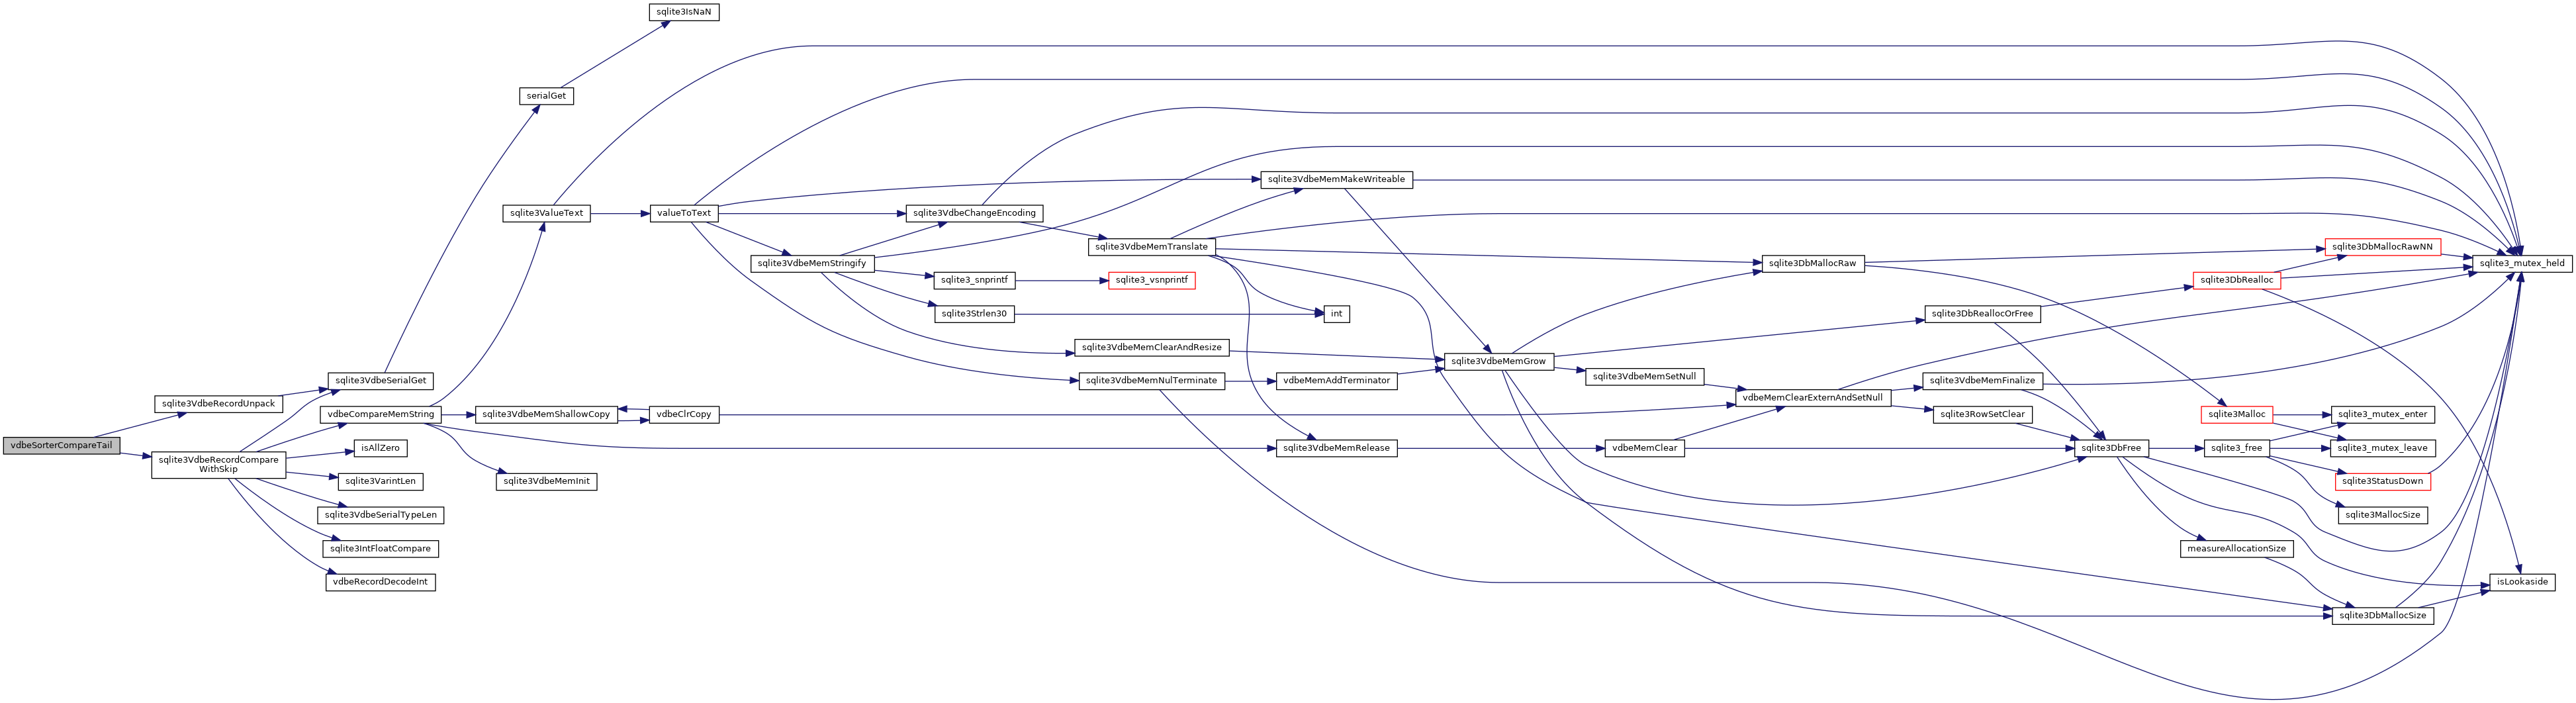 sqlite3IsNaN
serialGet
sqlite3ValueText
valueToText
sqlite3VdbeMemMakeWriteable
sqlite3VdbeChangeEncoding
sqlite3VdbeMemTranslate
sqlite3DbMallocRawNN
sqlite3VdbeMemStringify
sqlite3DbMallocRaw
sqlite3_mutex_held
sqlite3_snprintf
sqlite3_vsnprintf
sqlite3DbRealloc
sqlite3Strlen30
int
sqlite3DbReallocOrFree
sqlite3VdbeMemClearAndResize
sqlite3VdbeMemGrow
sqlite3VdbeSerialGet
sqlite3VdbeMemNulTerminate
vdbeMemAddTerminator
sqlite3VdbeMemSetNull
sqlite3VdbeMemFinalize
sqlite3VdbeRecordUnpack
vdbeMemClearExternAndSetNull
vdbeCompareMemString
sqlite3VdbeMemShallowCopy
vdbeClrCopy
sqlite3RowSetClear
sqlite3Malloc
sqlite3_mutex_enter
vdbeSorterCompareTail
isAllZero
sqlite3VdbeMemRelease
vdbeMemClear
sqlite3DbFree
sqlite3_free
sqlite3_mutex_leave
sqlite3VdbeRecordCompare
WithSkip
sqlite3VarintLen
sqlite3VdbeMemInit
sqlite3StatusDown
sqlite3VdbeSerialTypeLen
sqlite3MallocSize
sqlite3IntFloatCompare
measureAllocationSize
vdbeRecordDecodeInt
isLookaside
sqlite3DbMallocSize